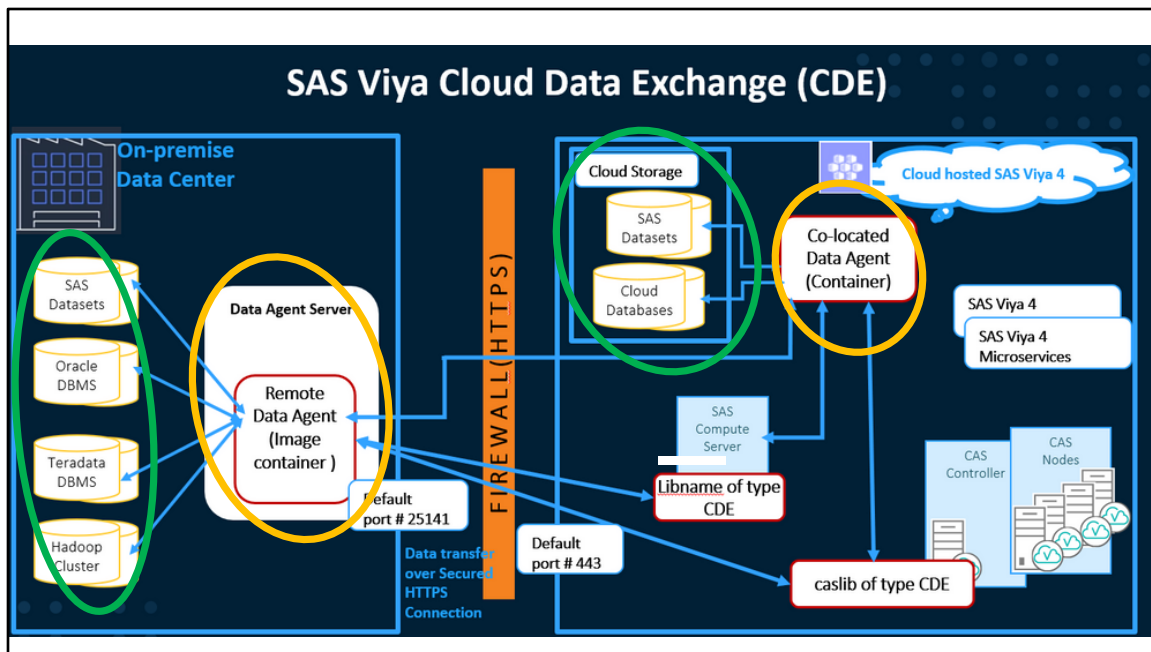 SAS Viya Cloud Data Exchange (CDE)
On-premise
Data Center
SAS
Datasets
Oracle
DBMS
Teradata
DBMS
Hadoop
Cluster
Data Agent Server
Remote
Data Agent
(Image
container )
Default
port # 25141
Data transfer
over Secured
HTTPS
Connection
FIREWALL(HTTPS)
Default
port # 443
Cloud Storage
SAS
Datasets
Cloud
Databases
Cloud hosted SAS Viya 4
Co-located
Data Agent
(Container)
SAS Viya 4
SAS Viya 4
Microservices
SAS
Compute
Server
Libname of type
CDE
CAS
Controller
CAS
Nodes
caslib of type CDE